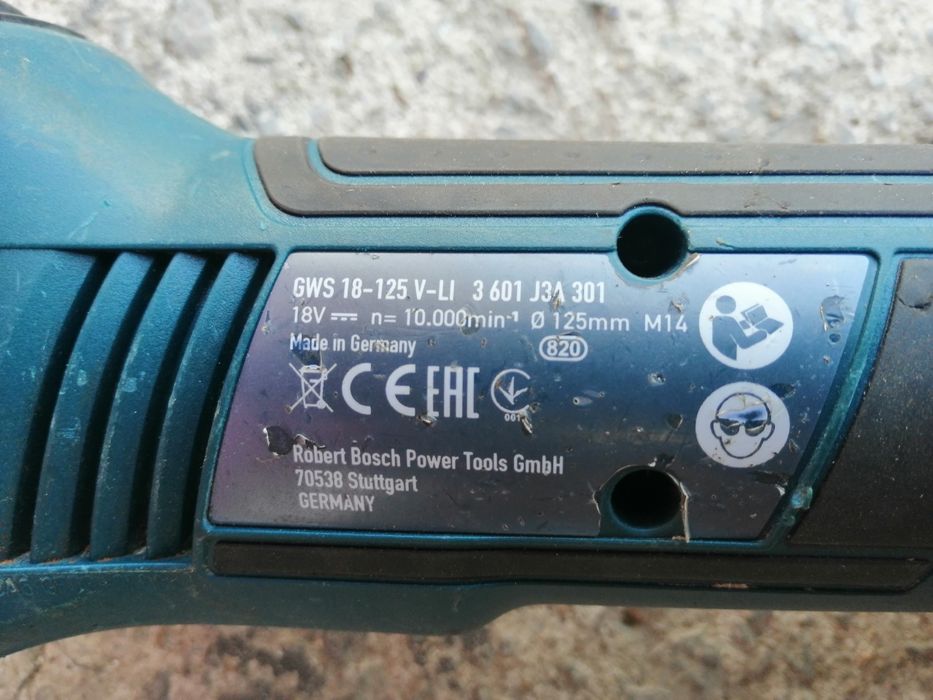 GWS 18-125 V-LI 3 601 J3A 301
18V n= 10.000min⁻¹ Ø 125mm M14
Made in Germany 820
CE EAC
001
Robert Bosch Power Tools GmbH
70538 Stuttgart
GERMANY